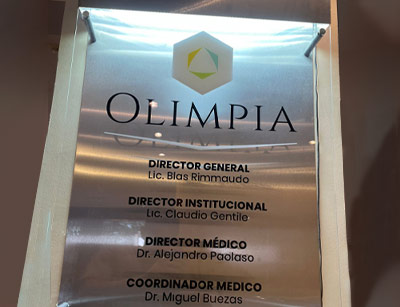 OLIMPIA
DIRECTOR GENERAL
Lic. Blas Rimmaudo
DIRECTOR INSTITUCIONAL
Lic. Claudio Gentile
DIRECTOR MÉDICO
Dr. Alejandro Paolaso
COORDINADOR MEDICO
Dr. Miguel Buezas